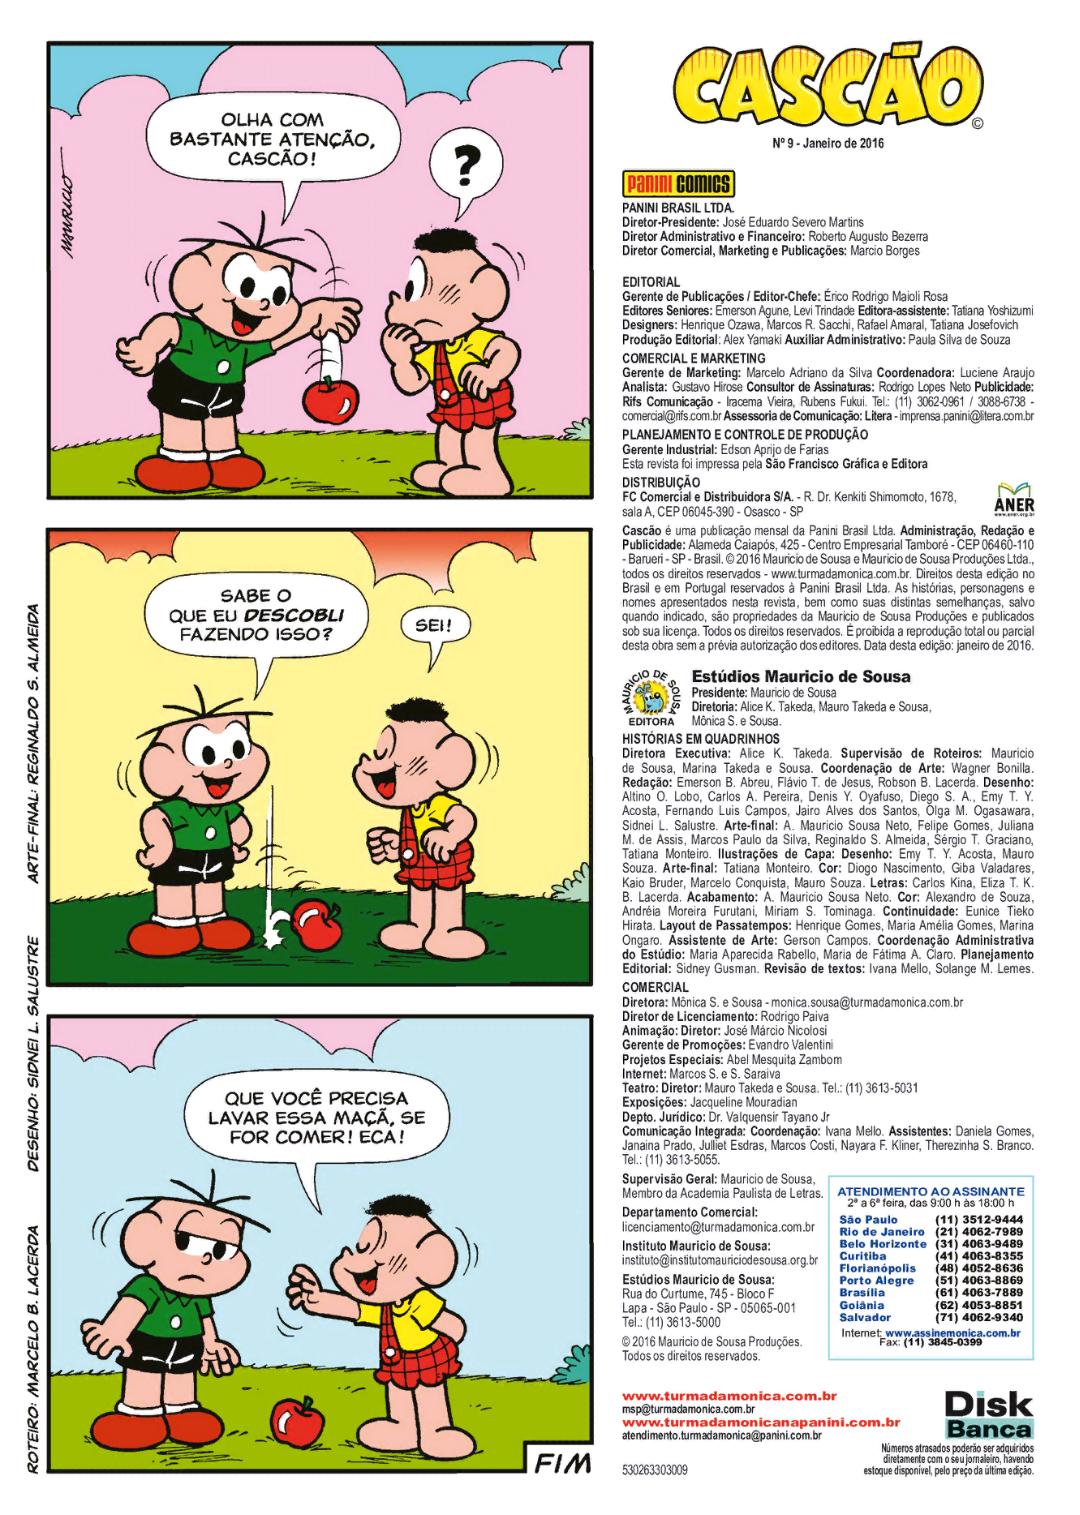 MAURICIO
OLHA COM
BASTANTE ATENÇÃO,
CASCÃO!
?
SABE O
QUE EU DESCOBLI
FAZENDO ISSO?
SEI!
QUE VOCÊ PRECISA
LAVAR ESSA MAÇÃ, SE
FOR COMER! ECA!
FIM
ROTEIRO: MARCELO B. LACERDA
DESENHO: SIDNEI L. SALUSTRE
ARTE-FINAL: REGINALDO S. ALMEIDA
CASCÃO
©
Nº 9 - Janeiro de 2016
PANINI COMICS
PANINI BRASIL LTDA.
Diretor-Presidente: José Eduardo Severo Martins
Diretor Administrativo e Financeiro: Roberto Augusto Bezerra
Diretor Comercial, Marketing e Publicações: Marcio Borges
EDITORIAL
Gerente de Publicações / Editor-Chefe: Érico Rodrigo Maioli Rosa
Editores Seniores: Emerson Agune, Levi Trindade Editora-assistente: Tatiana Yoshizumi
Designers: Henrique Ozawa, Marcos R. Sacchi, Rafael Amaral, Tatiana Josefovich
Produção Editorial: Alex Yamaki Auxiliar Administrativo: Paula Silva de Souza
COMERCIAL E MARKETING
Gerente de Marketing: Marcelo Adriano da Silva Coordenadora: Luciene Araujo
Analista: Gustavo Hirose Consultor de Assinaturas: Rodrigo Lopes Neto Publicidade:
Rifs Comunicação - Iracema Vieira, Rubens Fukui. Tel.: (11) 3062-0961 / 3088-6738 -
comercial@rifs.com.br Assessoria de Comunicação: Litera - imprensa.panini@litera.com.br
PLANEJAMENTO E CONTROLE DE PRODUÇÃO
Gerente Industrial: Edson Aprijo de Farias
Esta revista foi impressa pela São Francisco Gráfica e Editora
DISTRIBUIÇÃO
FC Comercial e Distribuidora S/A. - R. Dr. Kenkiti Shimomoto, 1678,
sala A, CEP 06045-390 - Osasco - SP
ANER
www.aner.org.br
Cascão é uma publicação mensal da Panini Brasil Ltda. Administração, Redação e
Publicidade: Alameda Caiapós, 425 - Centro Empresarial Tamboré - CEP 06460-110
- Barueri - SP - Brasil. © 2016 Mauricio de Sousa e Mauricio de Sousa Produções Ltda.,
todos os direitos reservados - www.turmadamonica.com.br. Direitos desta edição no
Brasil e em Portugal reservados à Panini Brasil Ltda. As histórias, personagens e
nomes apresentados nesta revista, bem como suas distintas semelhanças, salvo
quando indicado, são propriedades da Mauricio de Sousa Produções e publicados
sob sua licença. Todos os direitos reservados. É proibida a reprodução total ou parcial
desta obra sem a prévia autorização dos editores. Data desta edição: janeiro de 2016.
MAURICIO DE SOUSA
EDITORA
Estúdios Mauricio de Sousa
Presidente: Mauricio de Sousa
Diretoria: Alice K. Takeda, Mauro Takeda e Sousa,
Mônica S. e Sousa.
HISTÓRIAS EM QUADRINHOS
Diretora Executiva: Alice K. Takeda. Supervisão de Roteiros: Mauricio
de Sousa, Marina Takeda e Sousa. Coordenação de Arte: Wagner Bonilla.
Redação: Emerson B. Abreu, Flávio T. de Jesus, Robson B. Lacerda. Desenho:
Altino O. Lobo, Carlos A. Pereira, Denis Y. Oyafuso, Diego S. A., Emy T. Y.
Acosta, Fernando Luis Campos, Jairo Alves dos Santos, Olga M. Ogasawara,
Sidnei L. Salustre. Arte-final: A. Mauricio Sousa Neto, Felipe Gomes, Juliana
M. de Assis, Marcos Paulo da Silva, Reginaldo S. Almeida, Sérgio T. Graciano,
Tatiana Monteiro. Ilustrações de Capa: Desenho: Emy T. Y. Acosta, Mauro
Souza. Arte-final: Tatiana Monteiro. Cor: Diogo Nascimento, Giba Valadares,
Kaio Bruder, Marcelo Conquista, Mauro Souza. Letras: Carlos Kina, Eliza T. K.
B. Lacerda. Acabamento: A. Mauricio Sousa Neto. Cor: Alexandre de Souza,
Andréia Moreira Furutani, Miriam S. Tominaga. Continuidade: Eunice Tieko
Hirata. Layout de Passatempos: Henrique Gomes, Maria Amélia Gomes, Marina
Ongaro. Assistente de Arte: Gerson Campos. Coordenação Administrativa
do Estúdio: Maria Aparecida Rabello, Maria de Fátima A. Claro. Planejamento
Editorial: Sidney Gusman. Revisão de textos: Ivana Mello, Solange M. Lemes.
COMERCIAL
Diretora: Mônica S. e Sousa - monica.sousa@turmadamonica.com.br
Diretor de Licenciamento: Rodrigo Paiva
Animação: Diretor: José Márcio Nicolosi
Gerente de Promoções: Evandro Valentini
Projetos Especiais: Abel Mesquita Zambom
Internet: Marcos S. e S. Saraiva
Teatro: Diretor: Mauro Takeda e Sousa. Tel.: (11) 3613-5031
Exposições: Jacqueline Mouradian
Depto. Jurídico: Dr. Valquensir Tayano Jr
Comunicação Integrada: Coordenação: Ivana Mello. Assistentes: Daniela Gomes,
Janaina Prado, Julliet Esdras, Marcos Costi, Nayara F. Kliner, Therezinha S. Branco.
Tel.: (11) 3613-5055.
Supervisão Geral: Mauricio de Sousa,
Membro da Academia Paulista de Letras.
Departamento Comercial:
licenciamento@turmadamonica.com.br
Instituto Mauricio de Sousa:
instituto@institutomauriciodesousa.org.br
Estúdios Mauricio de Sousa:
Rua do Curtume, 745 - Bloco F
Lapa - São Paulo - SP - 05065-001
Tel.: (11) 3613-5000
© 2016 Mauricio de Sousa Produções.
Todos os direitos reservados.
ATENDIMENTO AO ASSINANTE
2ª a 6ª feira, das 9:00 h às 18:00 h
São Paulo (11) 3512-9444
Rio de Janeiro (21) 4062-7989
Belo Horizonte (31) 4063-9489
Curitiba (41) 4063-8355
Florianópolis (48) 4052-8636
Porto Alegre (51) 4063-8869
Brasília (61) 4063-7889
Goiânia (62) 4053-8851
Salvador (71) 4062-9340
Internet: www.assinemonica.com.br
Fax: (11) 3845-0399
www.turmadamonica.com.br
msp@turmadamonica.com.br
www.turmadamonicanapanini.com.br
atendimento.turmadamonica@panini.com.br
530263303009
Disk
Banca
Números atrasados poderão ser adquiridos
diretamente com o seu jornaleiro, havendo
estoque disponível, pelo preço da última edição.